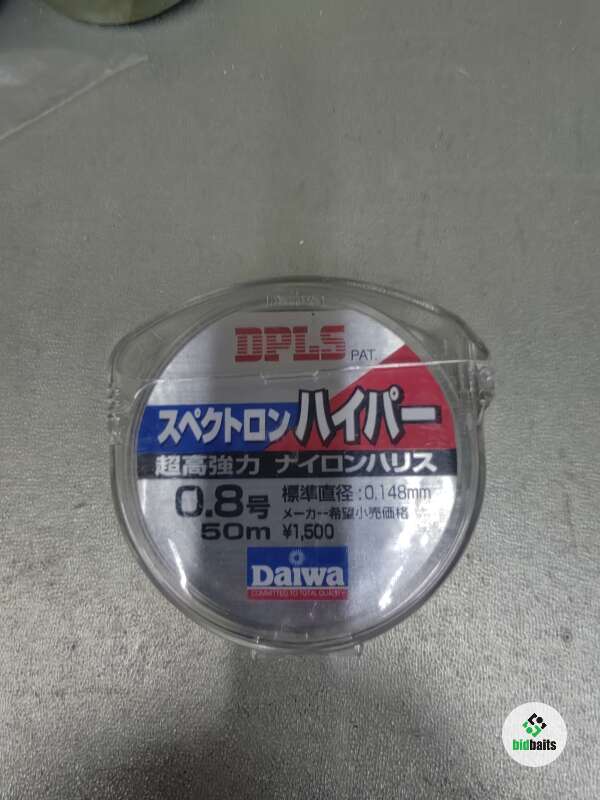 DPLS PAT.
スペクトロンハイパー
超高強力 ナイロンハリス
0.8号 標準直径:0.148mm
メーカー希望小売価格
50m ¥1,500
Daiwa
COMMITTED TO TOTAL QUALITY
bidbaits